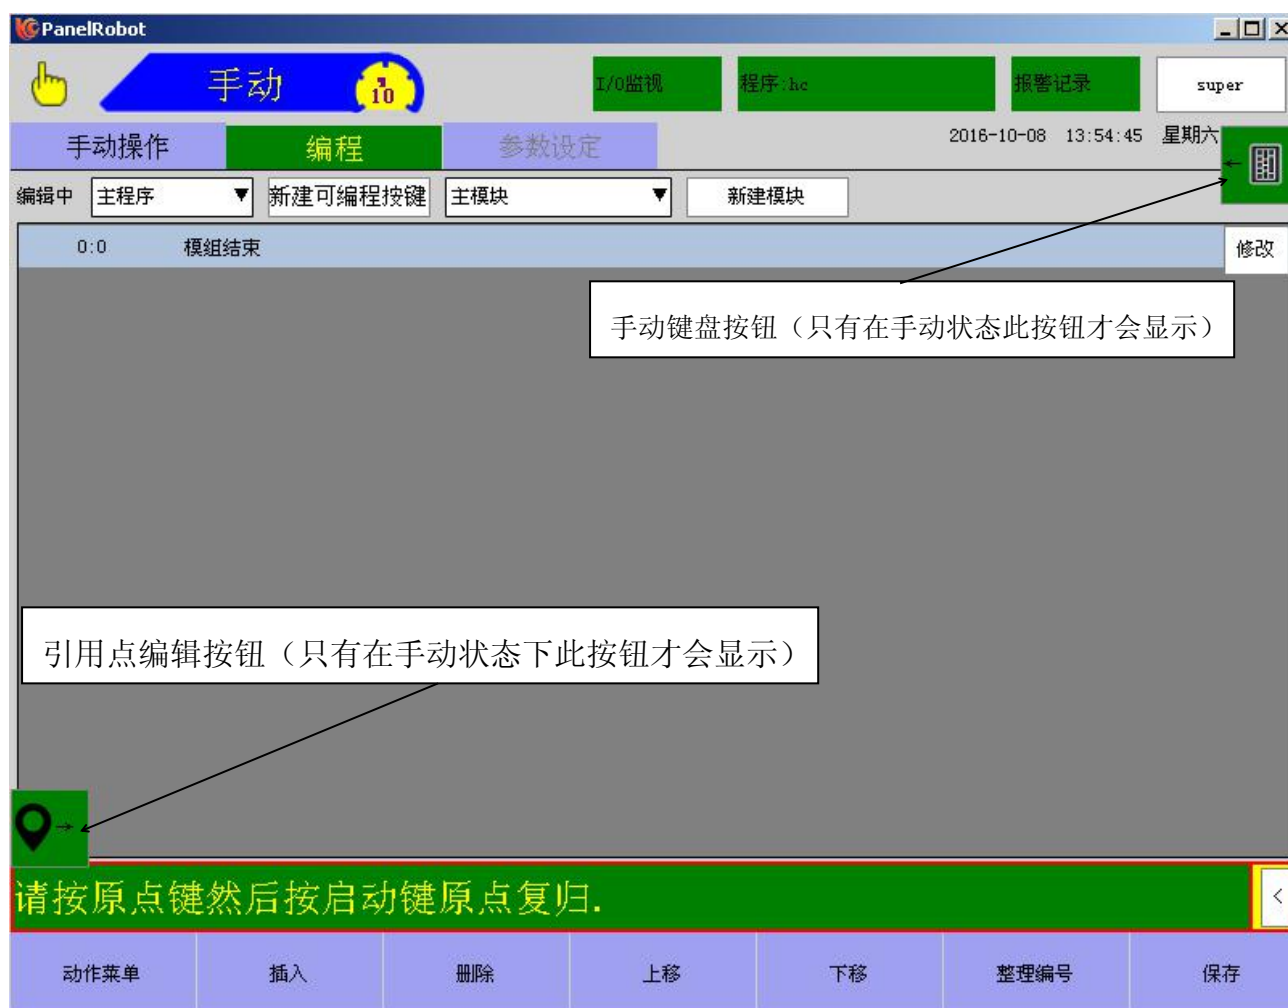 PanelRobot
手动
10
I/O监视
程序:hc
报警记录
super
手动操作
编程
参数设定
2016-10-08 13:54:45 星期六
编辑中
主程序
新建可编程按键
主模块
新建模块
0:0 模组结束
修改
手动键盘按钮（只有在手动状态此按钮才会显示）
引用点编辑按钮（只有在手动状态下此按钮才会显示）
请按原点键然后按启动键原点复归.
<
动作菜单
插入
删除
上移
下移
整理编号
保存